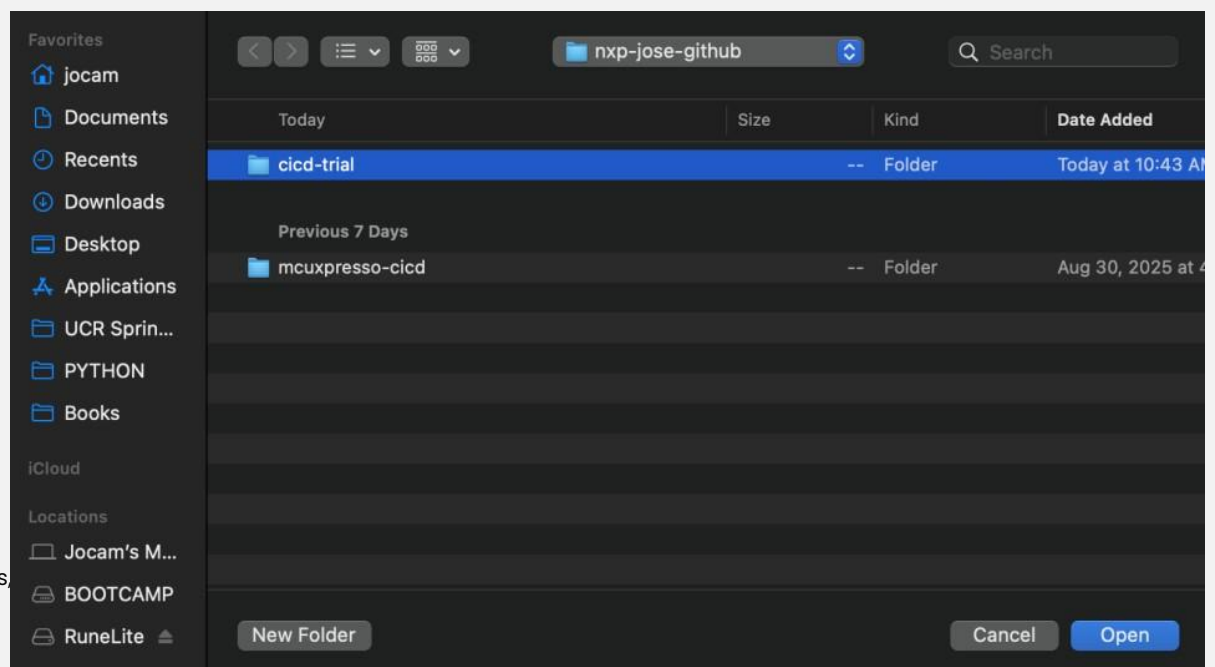 Favorites
jocam
Documents
Recents
Downloads
Desktop
Applications
UCR Sprin...
PYTHON
Books
iCloud
Locations
Jocam's M...
BOOTCAMP
RuneLite
s,
nxp-jose-github
Search
Today Size Kind Date Added
cicd-trial -- Folder Today at 10:43 AM
Previous 7 Days
mcuxpresso-cicd -- Folder Aug 30, 2025 at 4
New Folder Cancel Open